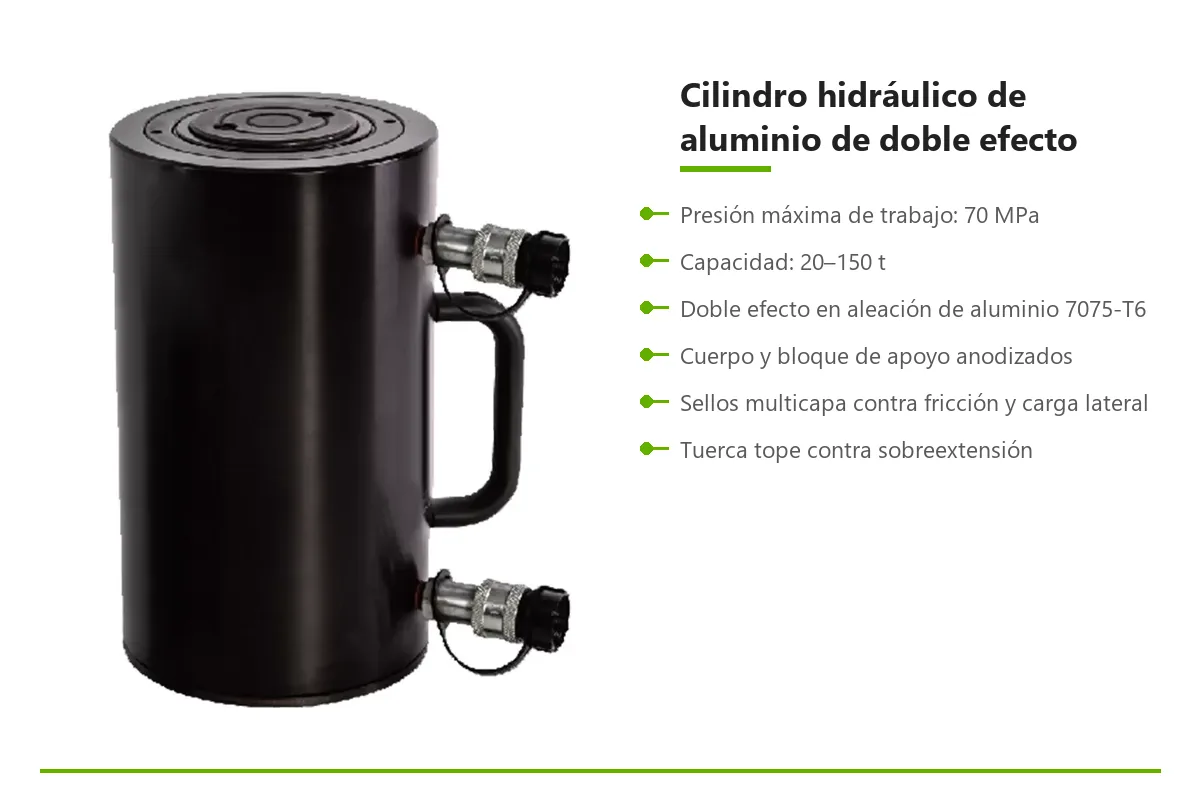 Cilindro hidráulico de
aluminio de doble efecto
Presión máxima de trabajo: 70 MPa
Capacidad: 20–150 t
Doble efecto en aleación de aluminio 7075-T6
Cuerpo y bloque de apoyo anodizados
Sellos multicapa contra fricción y carga lateral
Tuerca tope contra sobreextensión